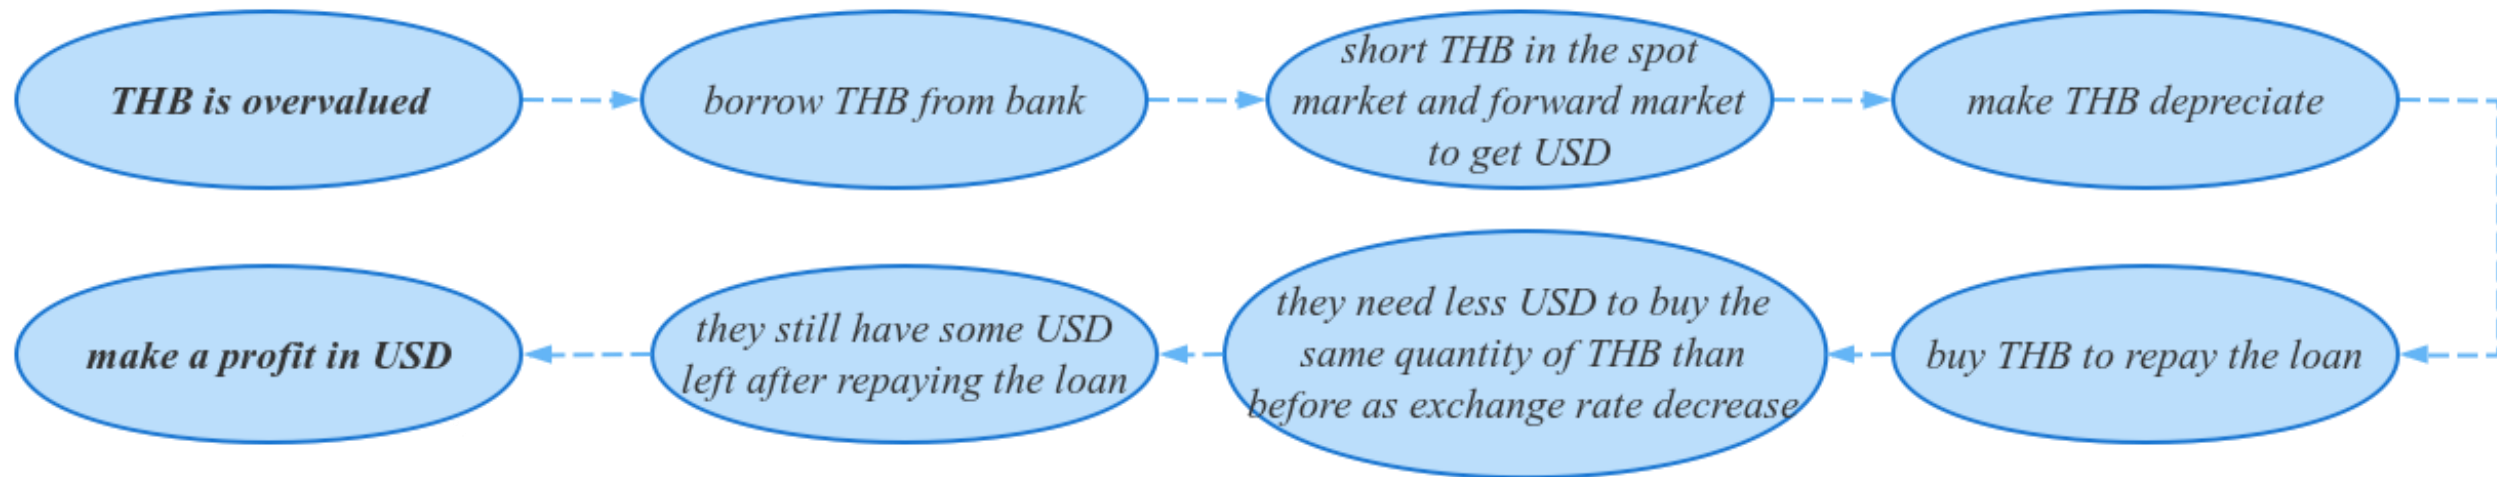 THB is overvalued
borrow THB from bank
short THB in the spot
market and forward market
to get USD
make THB depreciate
buy THB to repay the loan
they need less USD to buy the
same quantity of THB than
before as exchange rate decrease
they still have some USD
left after repaying the loan
make a profit in USD